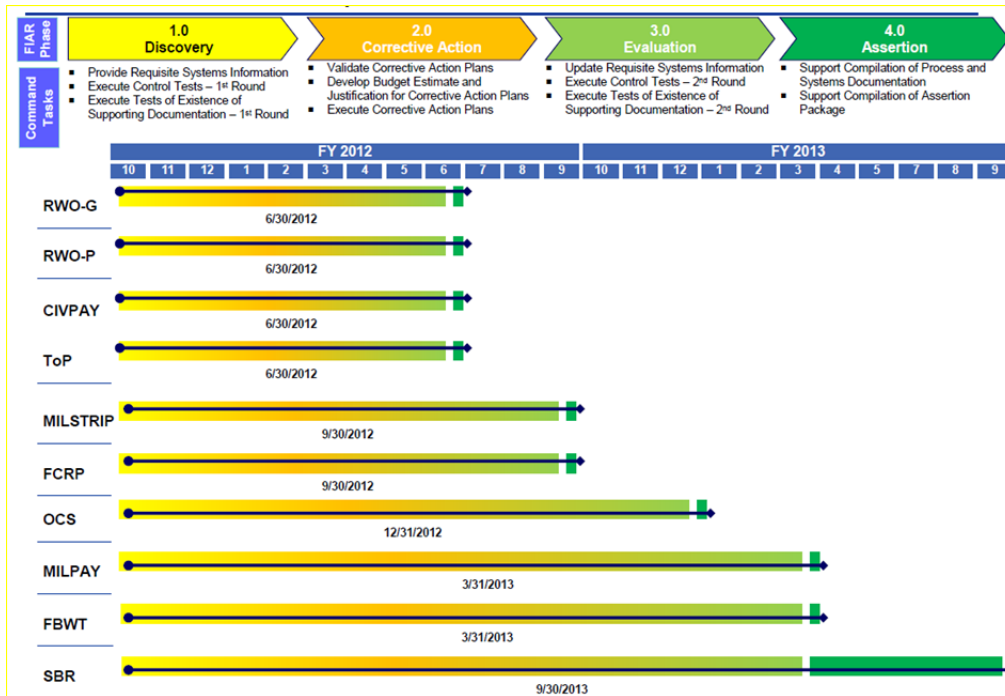 FIAR
Phase
1.0
Discovery
2.0
Corrective Action
3.0
Evaluation
4.0
Assertion
Command
Tasks
▪ Provide Requisite Systems Information
▪ Execute Control Tests – 1st Round
▪ Execute Tests of Existence of
Supporting Documentation – 1st Round
▪ Validate Corrective Action Plans
▪ Develop Budget Estimate and
Justification for Corrective Action Plans
▪ Execute Corrective Action Plans
▪ Update Requisite Systems Information
▪ Execute Control Tests – 2nd Round
▪ Execute Tests of Existence of
Supporting Documentation – 2nd Round
▪ Support Compilation of Process and
Systems Documentation
▪ Support Compilation of Assertion
Package
FY 2012 FY 2013
10 11 12 1 2 3 4 5 6 7 8 9 10 11 12 1 2 3 4 5 6 7 8 9
RWO-G
6/30/2012
RWO-P
6/30/2012
CIVPAY
6/30/2012
ToP
6/30/2012
MILSTRIP
9/30/2012
FCRP
9/30/2012
OCS
12/31/2012
MILPAY
3/31/2013
FBWT
3/31/2013
SBR
9/30/2013